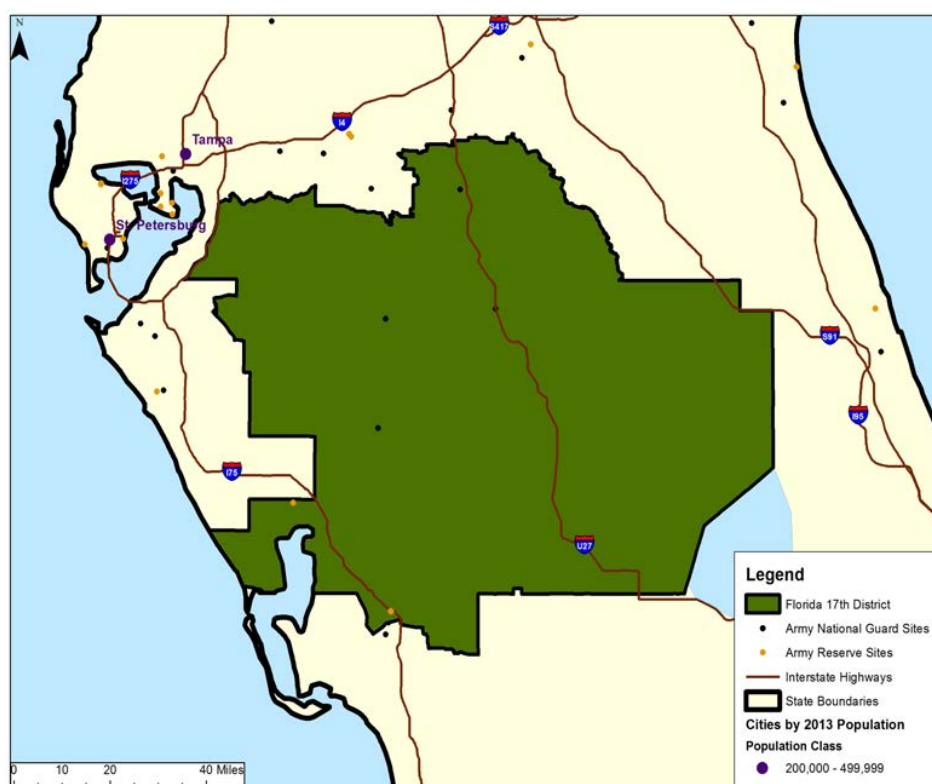 N
S417
I4
Tampa
I275
St. Petersburg
S91
I95
I75
U27
Legend
Florida 17th District
Army National Guard Sites
Army Reserve Sites
Interstate Highways
State Boundaries
Cities by 2013 Population
Population Class
200,000 - 499,999
0 10 20 40 Miles